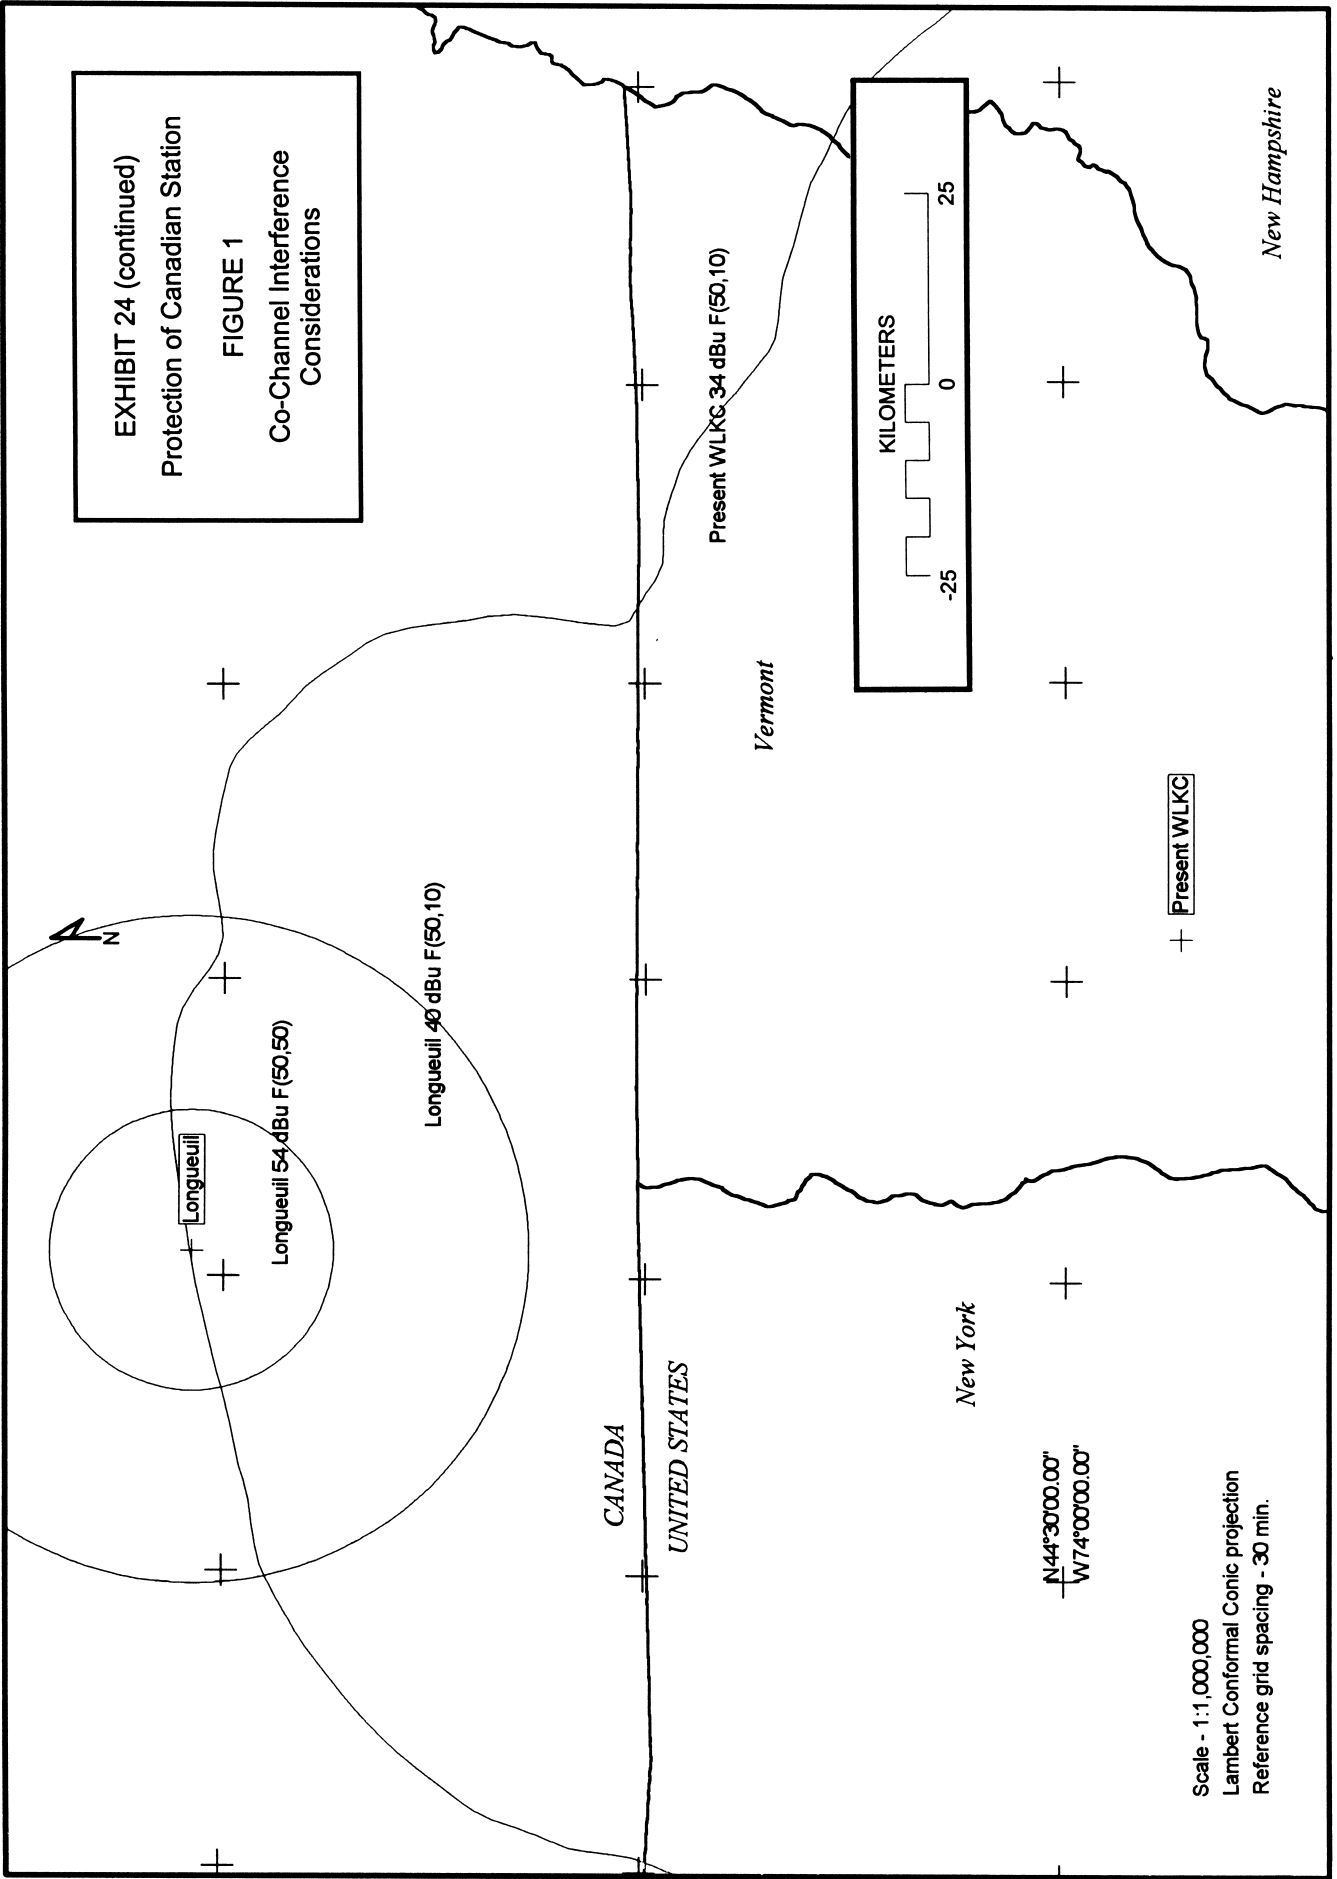 EXHIBIT 24 (continued)
Protection of Canadian Station
FIGURE 1
Co-Channel Interference
Considerations
N
Longueuil
Longueuil 54 dBu F(50,50)
Longueuil 40 dBu F(50,10)
CANADA
UNITED STATES
Present WLKC 34 dBu F(50,10)
Vermont
KILOMETERS
-25 0 25
New York
N44°30'00.00"
W74°00'00.00"
Present WLKC
New Hampshire
Scale - 1:1,000,000
Lambert Conformal Conic projection
Reference grid spacing - 30 min.